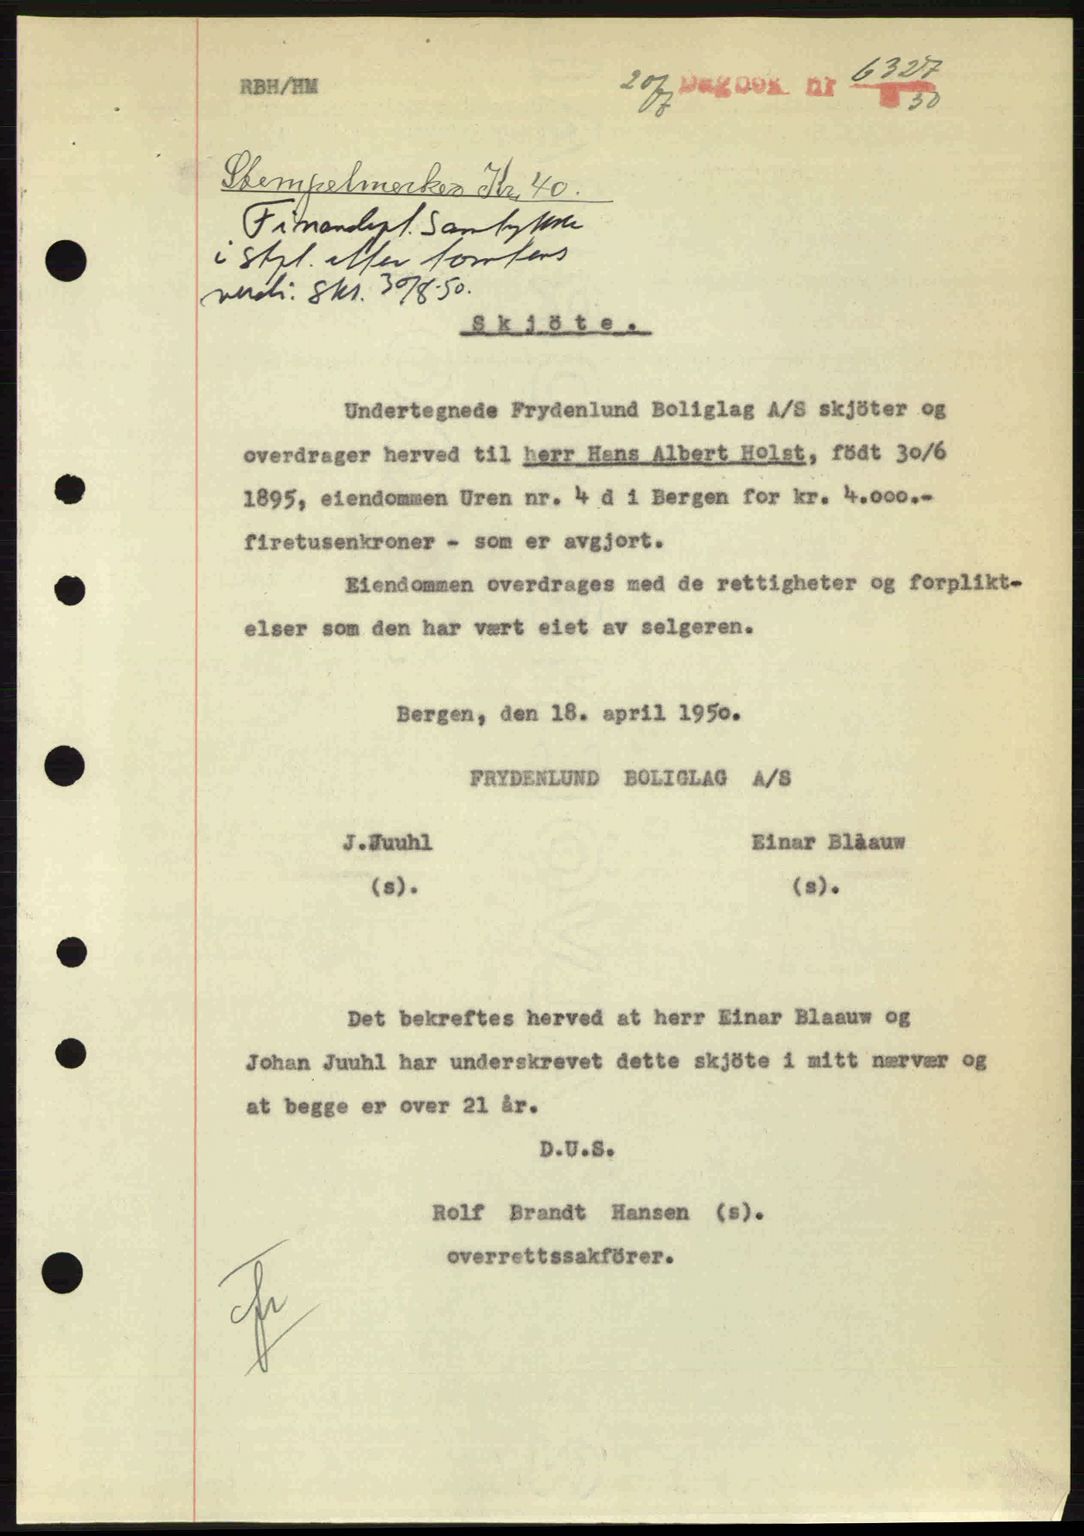 RBH/HM
20/7 Dagbok nr 6327
50
Stempelmerker Kr. 40.
Finansdept. Samtykke
i stpl. efter tomtens
verdi. Skr. 30/8-50.
Skjöte.
Undertegnede Frydenlund Boliglag A/S skjöter og
overdrager herved til herr Hans Albert Holst, födt 30/6
1895, eiendommen Uren nr. 4 d i Bergen for kr. 4.000.-
firetusenkroner - som er avgjort.
Eiendommen overdrages med de rettigheter og forplikt-
elser som den har vært eiet av selgeren.
Bergen, den 18. april 1950.
FRYDENLUND BOLIGLAG A/S
J.Juuhl Einar Blaauw
(s). (s).
Det bekreftes herved at herr Einar Blaauw og
Johan Juuhl har underskrevet dette skjöte i mitt nærvær og
at begge er over 21 år.
D.U.S.
Rolf Brandt Hansen (s).
overrettssakförer.